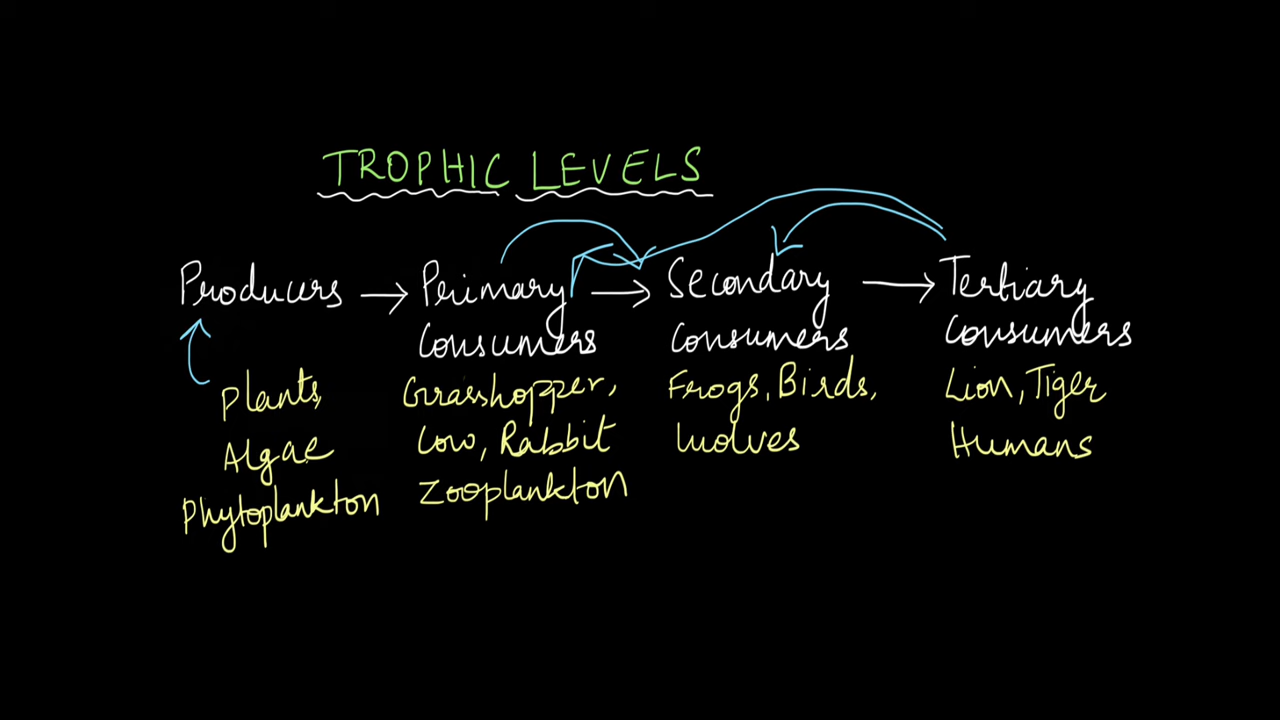 TROPHIC LEVELS
Producers → Primary Consumers → Secondary Consumers → Tertiary Consumers
Plants, Algae Phytoplankton
Grasshopper, Cow, Rabbit Zooplankton
Frogs, Birds, Wolves
Lion, Tiger Humans